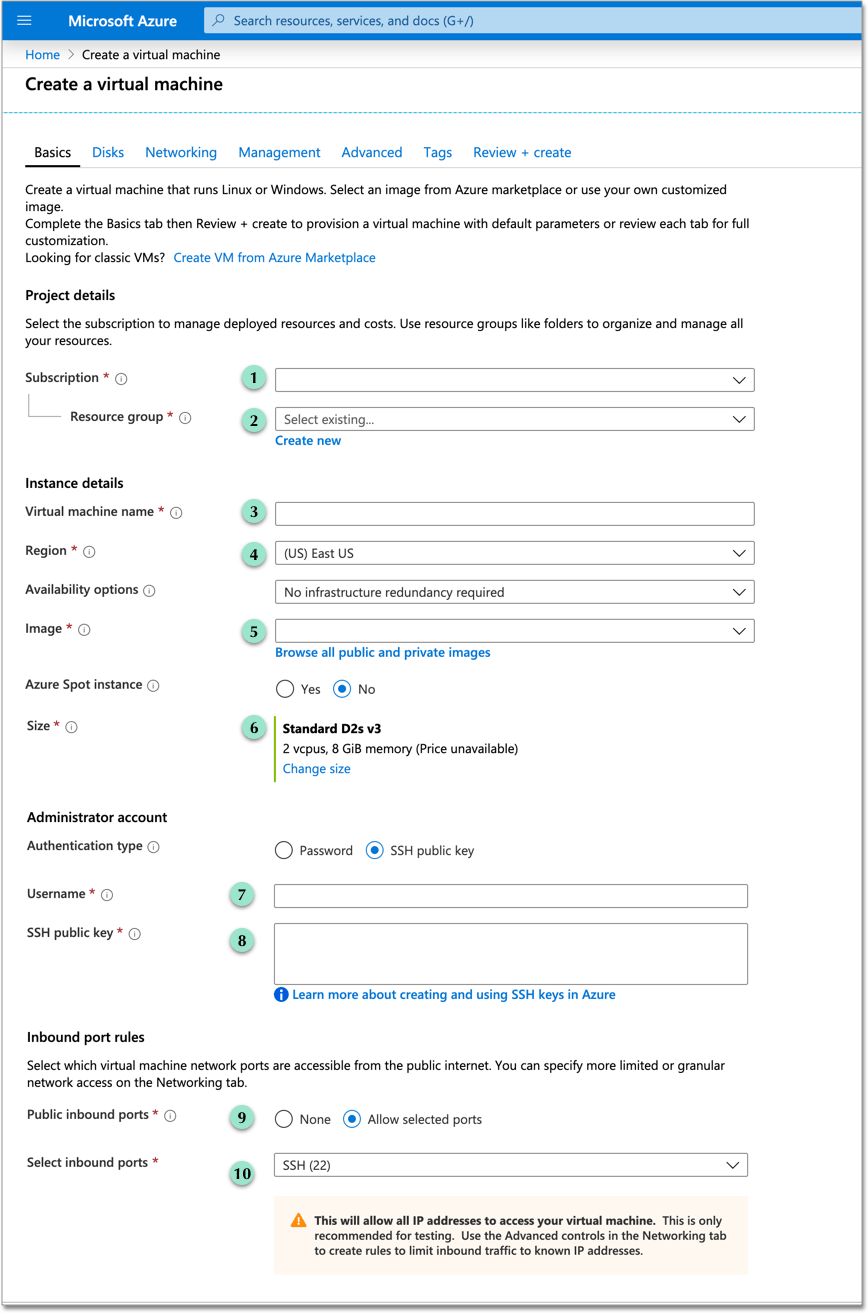 Microsoft Azure
Search resources, services, and docs (G+/)
Home > Create a virtual machine
Create a virtual machine
Basics Disks Networking Management Advanced Tags Review + create
Create a virtual machine that runs Linux or Windows. Select an image from Azure marketplace or use your own customized
image.
Complete the Basics tab then Review + create to provision a virtual machine with default parameters or review each tab for full
customization.
Looking for classic VMs? Create VM from Azure Marketplace
Project details
Select the subscription to manage deployed resources and costs. Use resource groups like folders to organize and manage all
your resources.
Subscription * 1
Resource group * 2 Select existing...
Create new
Instance details
Virtual machine name * 3
Region * 4 (US) East US
Availability options No infrastructure redundancy required
Image * 5
Browse all public and private images
Azure Spot instance Yes No
Size * 6 Standard D2s v3
2 vcpus, 8 GiB memory (Price unavailable)
Change size
Administrator account
Authentication type Password SSH public key
Username * 7
SSH public key * 8
Learn more about creating and using SSH keys in Azure
Inbound port rules
Select which virtual machine network ports are accessible from the public internet. You can specify more limited or granular
network access on the Networking tab.
Public inbound ports * 9 None Allow selected ports
Select inbound ports * 10 SSH (22)
This will allow all IP addresses to access your virtual machine. This is only
recommended for testing. Use the Advanced controls in the Networking tab
to create rules to limit inbound traffic to known IP addresses.